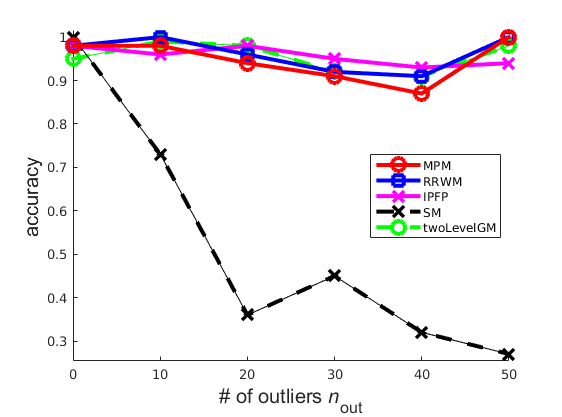 1
0.9
0.8
0.7
0.6
0.5
0.4
0.3
accuracy
0 10 20 30 40 50
# of outliers n_out
MPM
RRWM
IPFP
SM
twoLevelGM